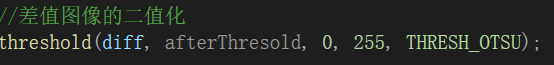 //差值图像的二值化
threshold(diff, afterThresold, 0, 255, THRESH_OTSU);